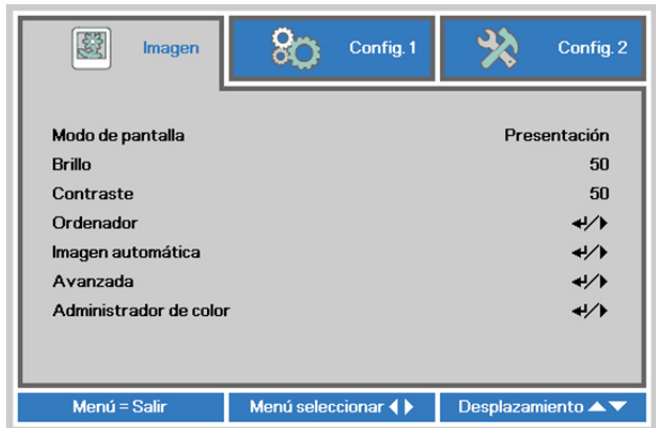 Imagen Config. 1 Config. 2
Modo de pantalla Presentación
Brillo 50
Contraste 50
Ordenador ↵/▶
Imagen automática ↵/▶
Avanzada ↵/▶
Administrador de color ↵/▶
Menú = Salir Menú seleccionar ◀▶ Desplazamiento ▲▼